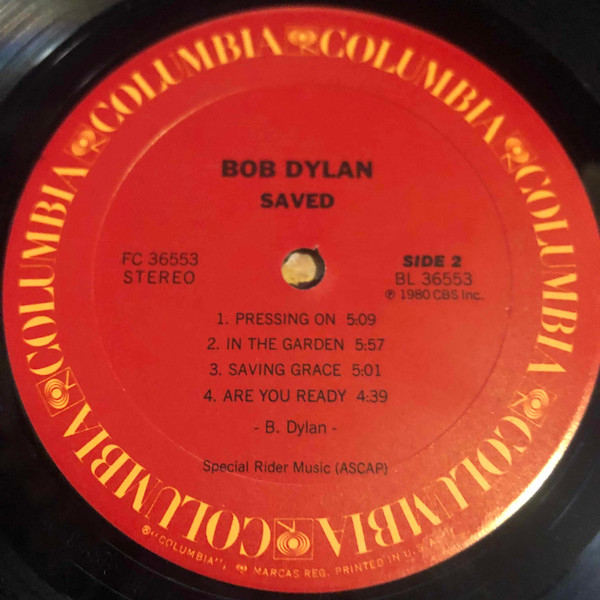 COLUMBIA COLUMBIA COLUMBIA COLUMBIA COLUMBIA COLUMBIA
BOB DYLAN
SAVED
FC 36553
STEREO
SIDE 2
BL 36553
℗ 1980 CBS Inc.
1. PRESSING ON 5:09
2. IN THE GARDEN 5:57
3. SAVING GRACE 5:01
4. ARE YOU READY 4:39
- B. Dylan -
Special Rider Music (ASCAP)
® "COLUMBIA", MARCAS REG. PRINTED IN U.S.A.